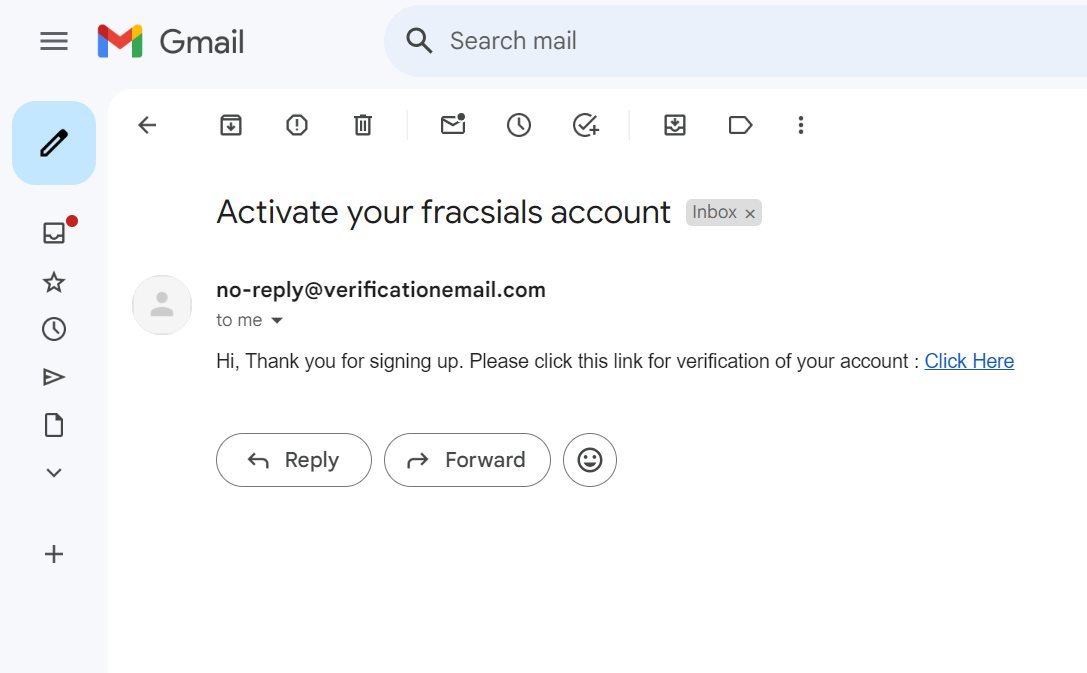 Gmail
Search mail
Activate your fracsials account
Inbox ×
no-reply@verificationemail.com
to me
Hi, Thank you for signing up. Please click this link for verification of your account : Click Here
Reply
Forward